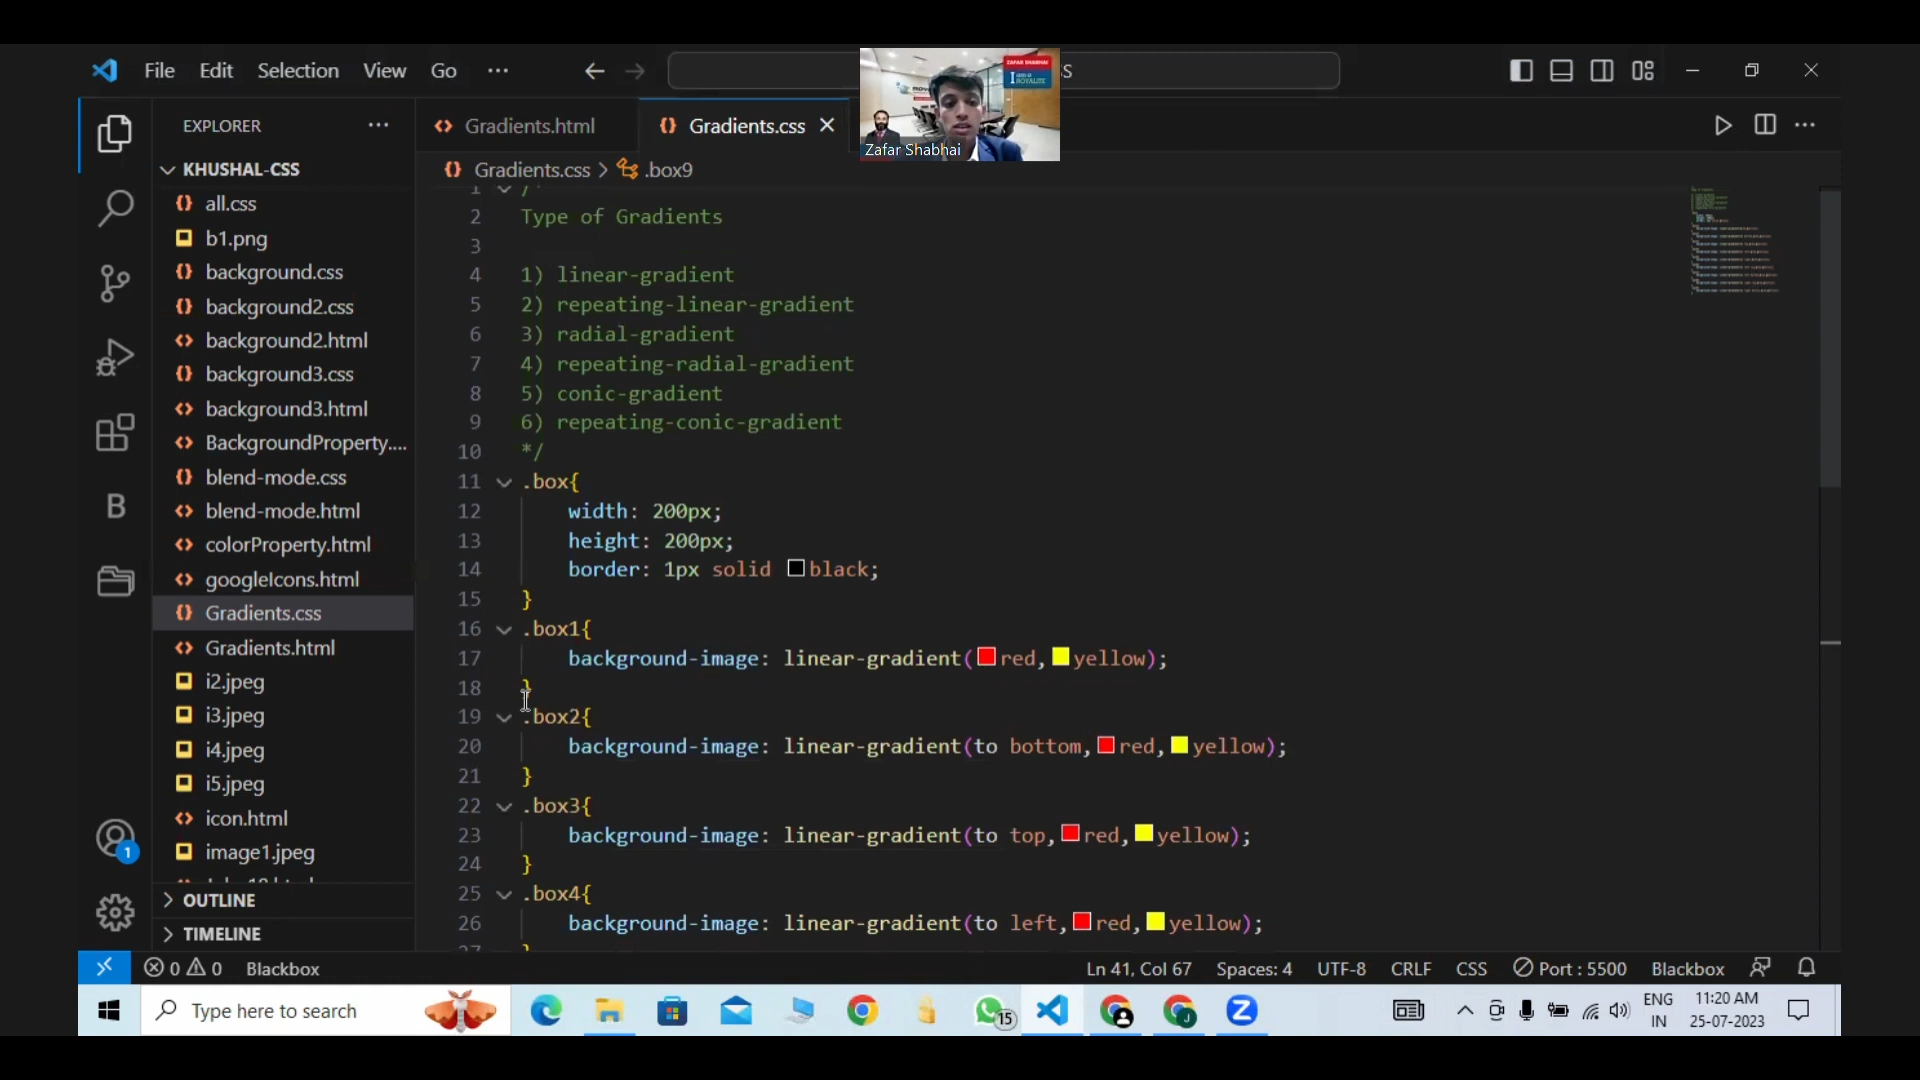 File Edit Selection View Go ...
EXPLORER ...
Gradients.html
Gradients.css
ZAFAR SHABHAI
Zafar Shabhai
KHUSHAL-CSS
Gradients.css > .box9
all.css
b1.png
background.css
background2.css
background2.html
background3.css
background3.html
BackgroundProperty....
blend-mode.css
blend-mode.html
colorProperty.html
googleIcons.html
Gradients.css
Gradients.html
i2.jpeg
i3.jpeg
i4.jpeg
i5.jpeg
icon.html
image1.jpeg
OUTLINE
TIMELINE
B
1
1 /*
2 Type of Gradients
3
4 1) linear-gradient
5 2) repeating-linear-gradient
6 3) radial-gradient
7 4) repeating-radial-gradient
8 5) conic-gradient
9 6) repeating-conic-gradient
10 */
11 .box{
12 width: 200px;
13 height: 200px;
14 border: 1px solid black;
15 }
16 .box1{
17 background-image: linear-gradient(red,yellow);
18 }
19 .box2{
20 background-image: linear-gradient(to bottom,red,yellow);
21 }
22 .box3{
23 background-image: linear-gradient(to top,red,yellow);
24 }
25 .box4{
26 background-image: linear-gradient(to left,red,yellow);
27 }
0 0 Blackbox Ln 41, Col 67 Spaces: 4 UTF-8 CRLF CSS Port : 5500 Blackbox
Type here to search
15
ENG
IN
11:20 AM
25-07-2023